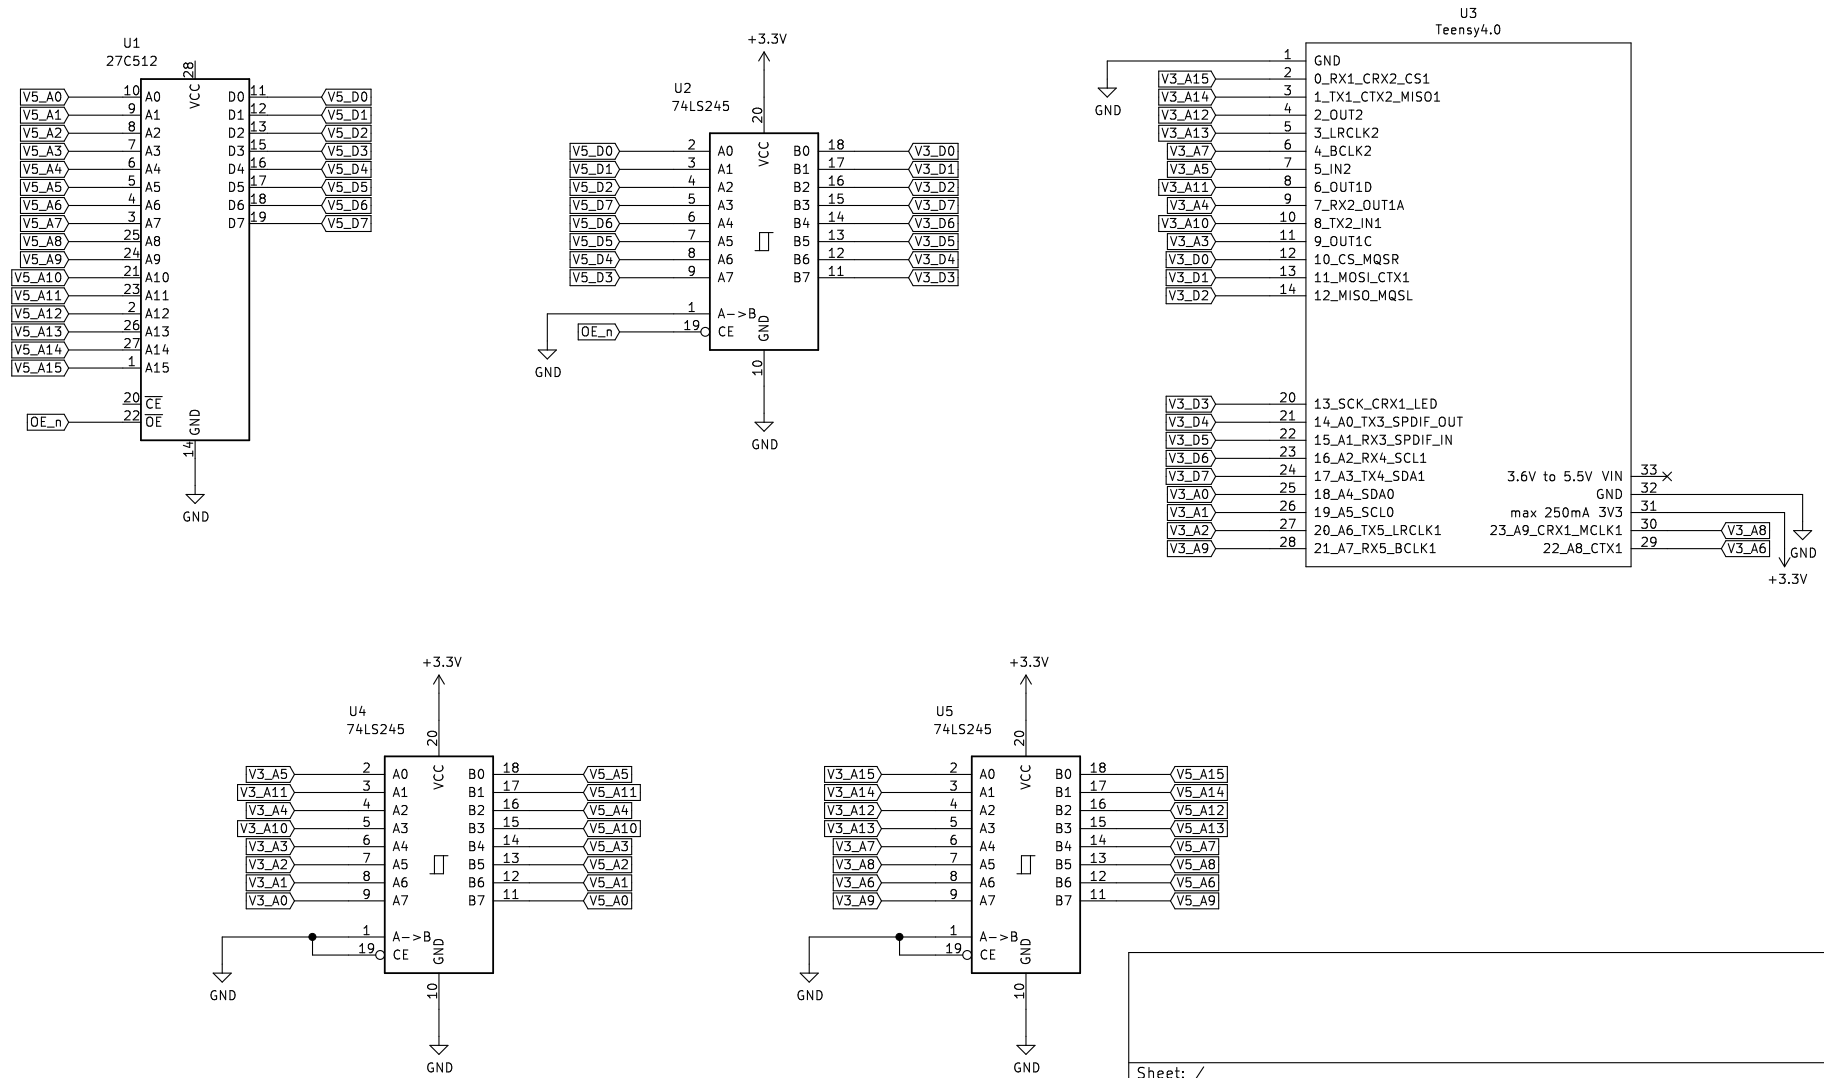 U1
27C512
28
VCC
V5_A0 10 A0 D0 11 V5_D0
V5_A1 9 A1 D1 12 V5_D1
V5_A2 8 A2 D2 13 V5_D2
V5_A3 7 A3 D3 15 V5_D3
V5_A4 6 A4 D4 16 V5_D4
V5_A5 5 A5 D5 17 V5_D5
V5_A6 4 A6 D6 18 V5_D6
V5_A7 3 A7 D7 19 V5_D7
V5_A8 25 A8
V5_A9 24 A9
V5_A10 21 A10
V5_A11 23 A11
V5_A12 2 A12
V5_A13 26 A13
V5_A14 27 A14
V5_A15 1 A15
20 CE
OE_n 22 OE
GND
14
GND
+3.3V
U2
74LS245
20
VCC
V5_D0 2 A0 B0 18 V3_D0
V5_D1 3 A1 B1 17 V3_D1
V5_D2 4 A2 B2 16 V3_D2
V5_D7 5 A3 B3 15 V3_D7
V5_D6 6 A4 B4 14 V3_D6
V5_D5 7 A5 B5 13 V3_D5
V5_D4 8 A6 B6 12 V3_D4
V5_D3 9 A7 B7 11 V3_D3
1 A->B
OE_n 19 CE
GND
GND
10
GND
U3
Teensy4.0
1 GND
GND
V3_A15 2 0_RX1_CRX2_CS1
V3_A14 3 1_TX1_CTX2_MISO1
V3_A12 4 2_OUT2
V3_A13 5 3_LRCLK2
V3_A7 6 4_BCLK2
V3_A5 7 5_IN2
V3_A11 8 6_OUT1D
V3_A4 9 7_RX2_OUT1A
V3_A10 10 8_TX2_IN1
V3_A3 11 9_OUT1C
V3_D0 12 10_CS_MQSR
V3_D1 13 11_MOSI_CTX1
V3_D2 14 12_MISO_MQSL
V3_D3 20 13_SCK_CRX1_LED
V3_D4 21 14_A0_TX3_SPDIF_OUT
V3_D5 22 15_A1_RX3_SPDIF_IN
V3_D6 23 16_A2_RX4_SCL1
V3_D7 24 17_A3_TX4_SDA1 3.6V to 5.5V VIN 33
V3_A0 25 18_A4_SDA0 GND 32
V3_A1 26 19_A5_SCL0 max 250mA 3V3 31
V3_A2 27 20_A6_TX5_LRCLK1 23_A9_CRX1_MCLK1 30 V3_A8
V3_A9 28 21_A7_RX5_BCLK1 22_A8_CTX1 29 V3_A6
GND
+3.3V
+3.3V
U4
74LS245
20
VCC
V3_A5 2 A0 B0 18 V5_A5
V3_A11 3 A1 B1 17 V5_A11
V3_A4 4 A2 B2 16 V5_A4
V3_A10 5 A3 B3 15 V5_A10
V3_A3 6 A4 B4 14 V5_A3
V3_A2 7 A5 B5 13 V5_A2
V3_A1 8 A6 B6 12 V5_A1
V3_A0 9 A7 B7 11 V5_A0
1 A->B
19 CE
GND
GND
10
GND
+3.3V
U5
74LS245
20
VCC
V3_A15 2 A0 B0 18 V5_A15
V3_A14 3 A1 B1 17 V5_A14
V3_A12 4 A2 B2 16 V5_A12
V3_A13 5 A3 B3 15 V5_A13
V3_A7 6 A4 B4 14 V5_A7
V3_A8 7 A5 B5 13 V5_A8
V3_A6 8 A6 B6 12 V5_A6
V3_A9 9 A7 B7 11 V5_A9
1 A->B
19 CE
GND
GND
10
GND
Sheet: /